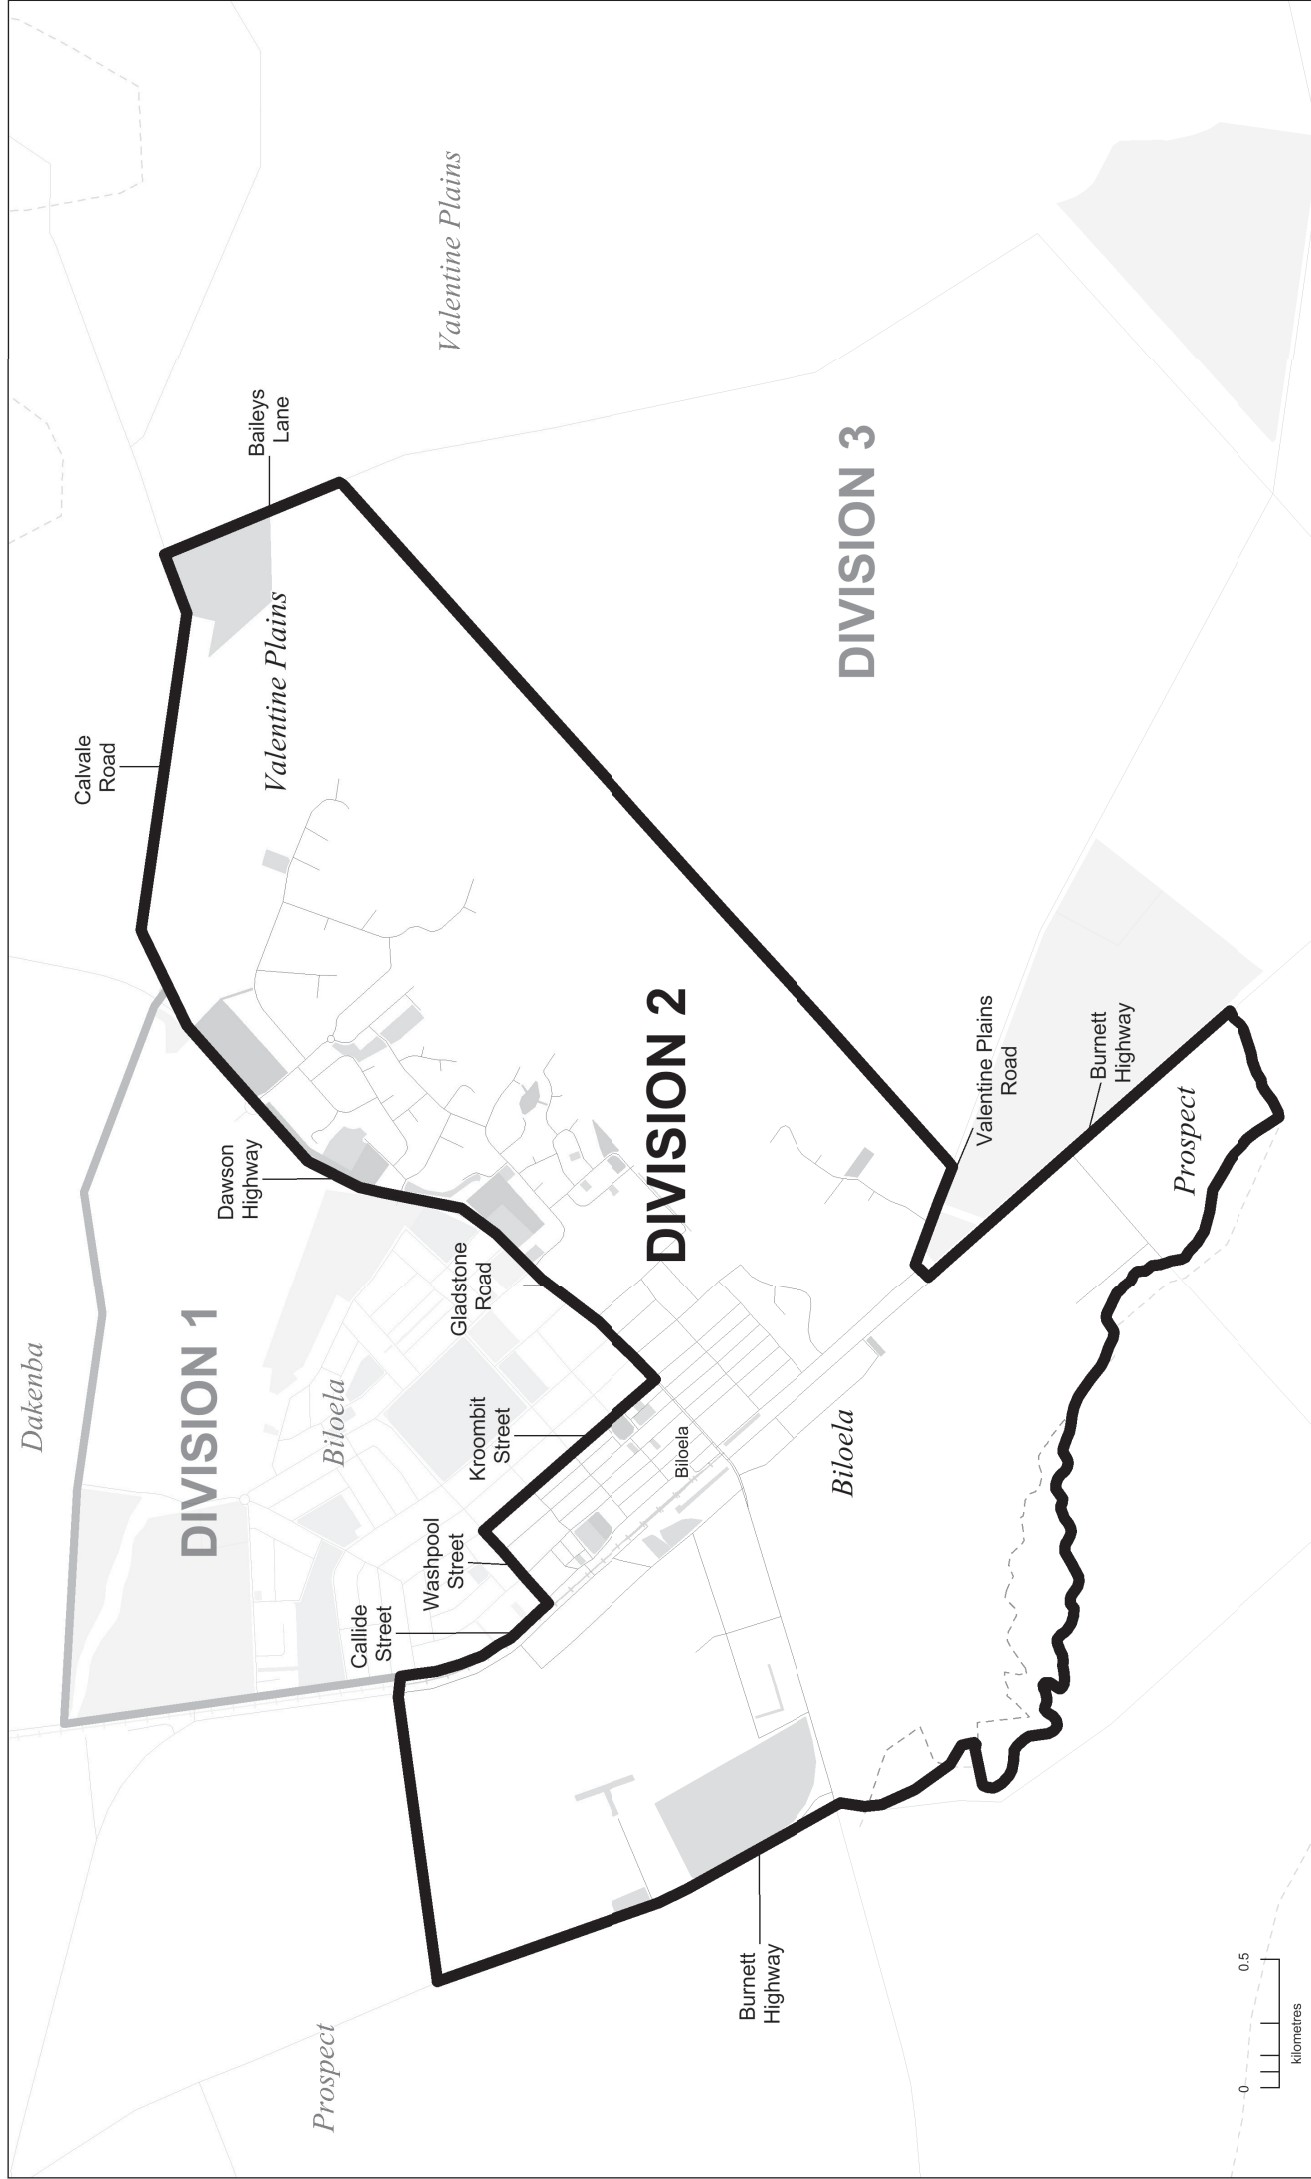 Dakenba
Calvale
Road
Baileys
Lane
Valentine Plains
Valentine Plains
Dawson
Highway
DIVISION 1
Biloela
Gladstone
Road
Kroombit
Street
Washpool
Street
Callide
Street
Prospect
Biloela
DIVISION 2
DIVISION 3
Biloela
Valentine Plains
Road
Burnett
Highway
Prospect
Burnett
Highway
0
0.5
kilometres